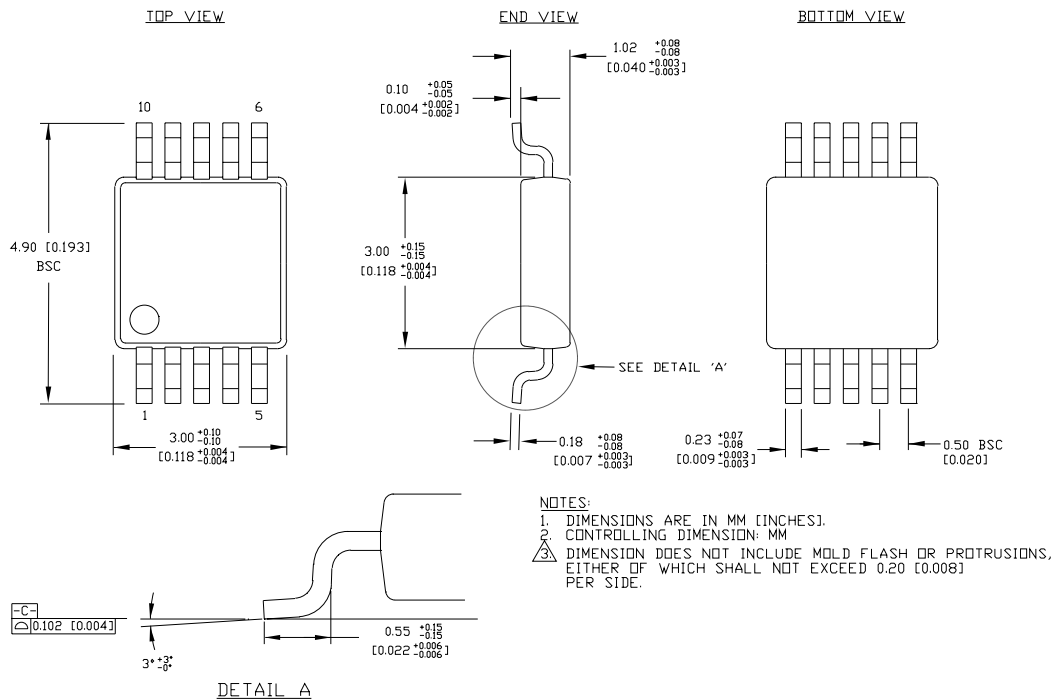 TOP VIEW
END VIEW
BOTTOM VIEW
1.02 +0.08 -0.08
[0.040 +0.003 -0.003]
0.10 +0.05 -0.05
[0.004 +0.002 -0.002]
10
6
4.90 [0.193]
BSC
3.00 +0.15 -0.15
[0.118 +0.004 -0.004]
SEE DETAIL 'A'
1
5
3.00 +0.10 -0.10
[0.118 +0.004 -0.004]
0.18 +0.08 -0.08
[0.007 +0.003 -0.003]
0.23 +0.07 -0.08
[0.009 +0.003 -0.003]
0.50 BSC
[0.020]
NOTES:
1. DIMENSIONS ARE IN MM [INCHES].
2. CONTROLLING DIMENSION: MM
3. DIMENSION DOES NOT INCLUDE MOLD FLASH OR PROTRUSIONS,
EITHER OF WHICH SHALL NOT EXCEED 0.20 [0.008]
PER SIDE.
-C-
0.102 [0.004]
0.55 +0.15 -0.15
[0.022 +0.006 -0.006]
3° +3° -0°
DETAIL A